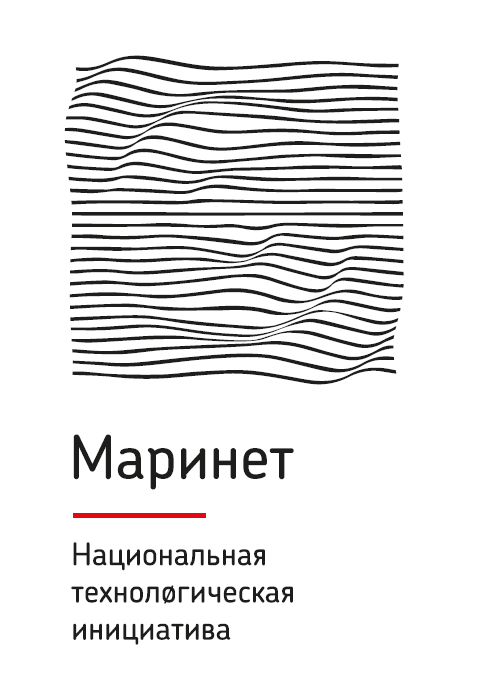 Маринет
Национальная
технолøгическая
инициатива